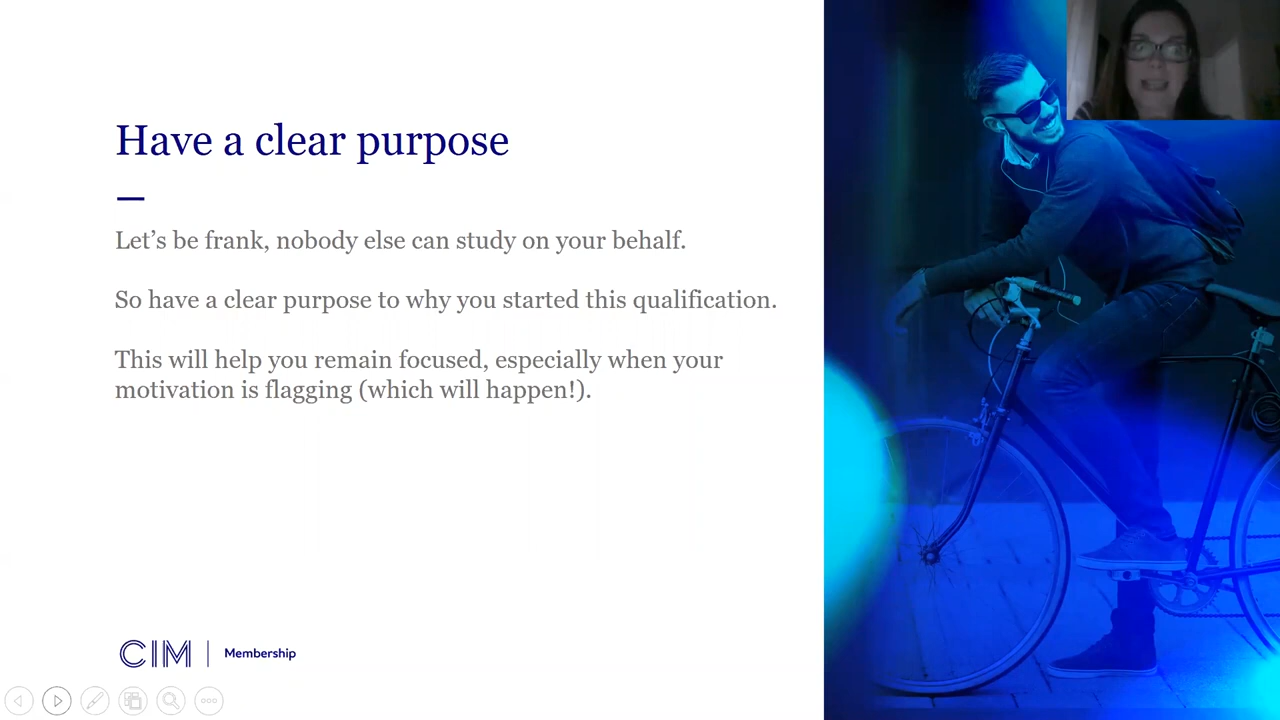 Have a clear purpose
Let’s be frank, nobody else can study on your behalf.
So have a clear purpose to why you started this qualification.
This will help you remain focused, especially when your
motivation is flagging (which will happen!).
CIM | Membership